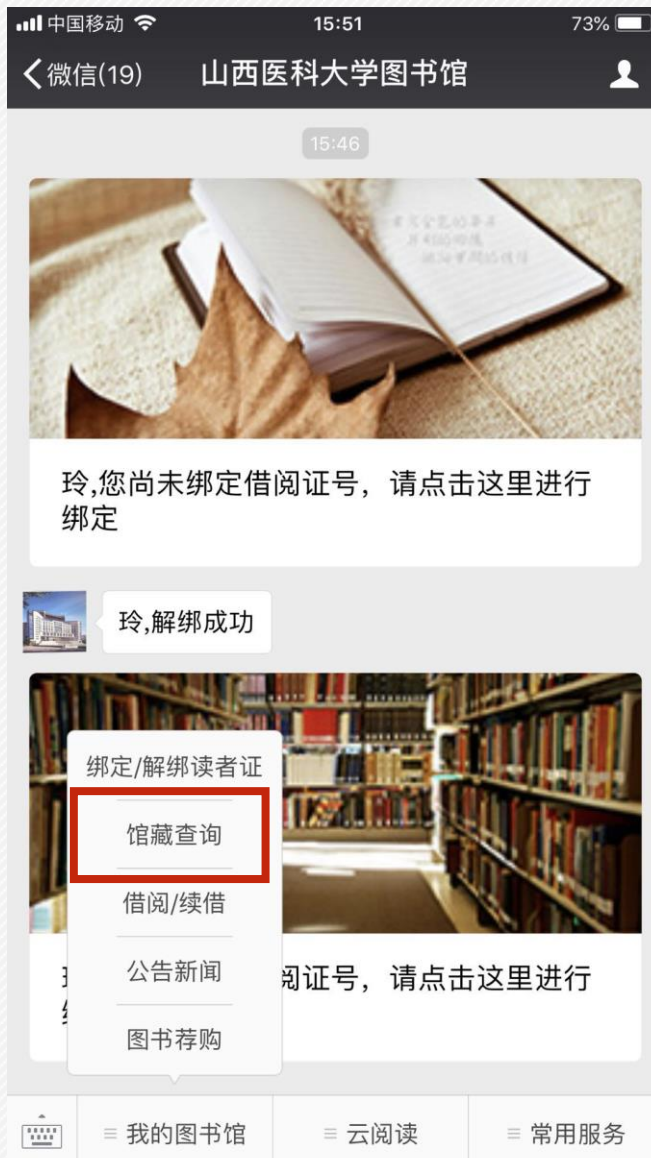 中国移动 15:51 73%
微信(19) 山西医科大学图书馆
15:46
玲,您尚未绑定借阅证号，请点击这里进行
绑定
玲,解绑成功
绑定/解绑读者证
馆藏查询
借阅/续借
公告新闻
图书荐购
阅证号，请点击这里进行
我的图书馆 云阅读 常用服务